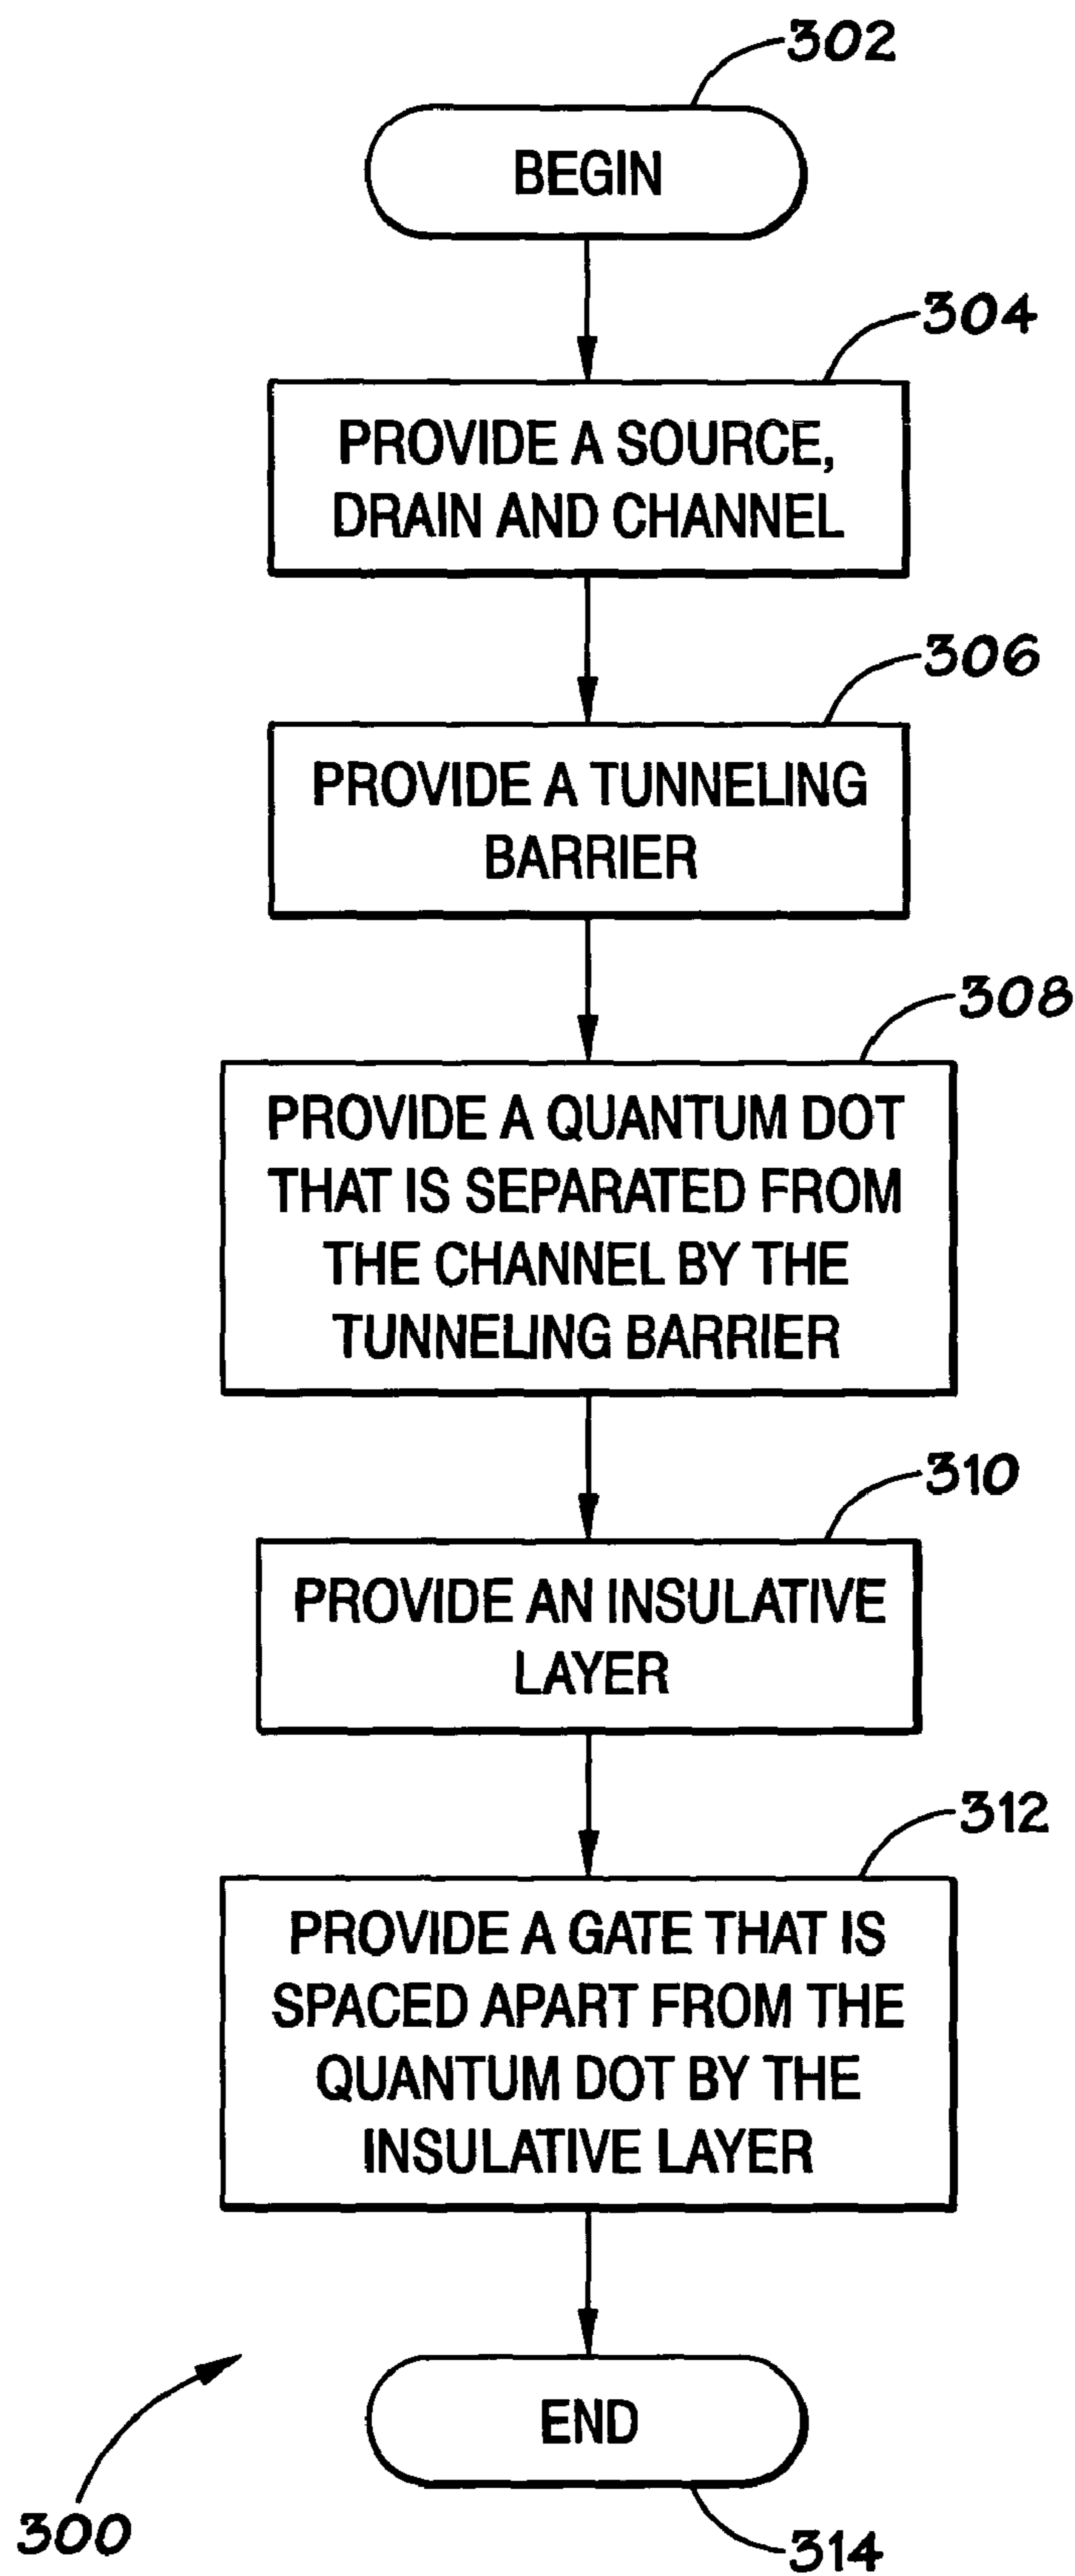 302
BEGIN
304
PROVIDE A SOURCE,
DRAIN AND CHANNEL
306
PROVIDE A TUNNELING
BARRIER
308
PROVIDE A QUANTUM DOT
THAT IS SEPARATED FROM
THE CHANNEL BY THE
TUNNELING BARRIER
310
PROVIDE AN INSULATIVE
LAYER
312
PROVIDE A GATE THAT IS
SPACED APART FROM THE
QUANTUM DOT BY THE
INSULATIVE LAYER
END
300
314